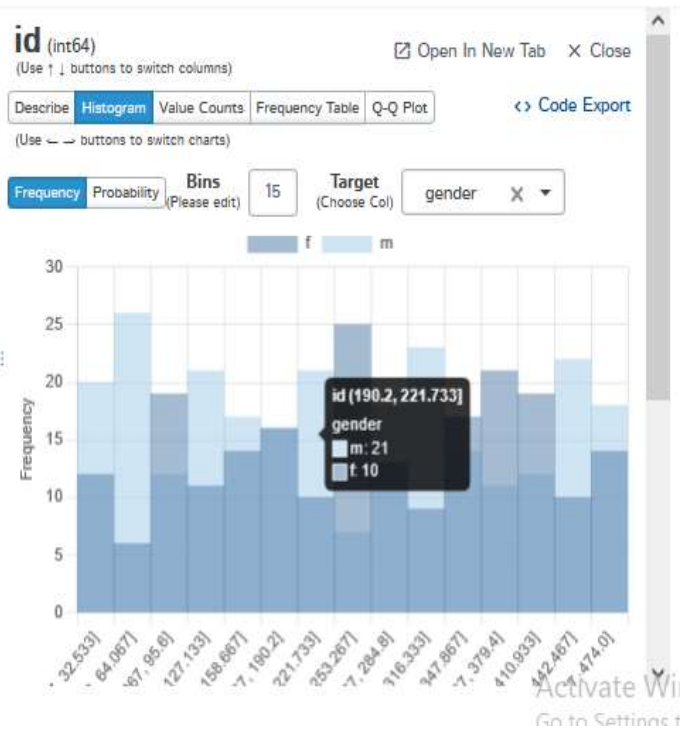 id (int64)
Open In New Tab × Close
(Use ↑ ↓ buttons to switch columns)
Describe Histogram Value Counts Frequency Table Q-Q Plot
<> Code Export
(Use ← → buttons to switch charts)
Frequency Probability Bins (Please edit) 15 Target (Choose Col) gender
f m
Frequency
30
25
20
15
10
5
0
id (190.2, 221.733]
gender
m: 21
f: 10
, 32.533]
, 64.067]
067, 95.6]
127.133]
158.667]
7, 190.2]
221.733]
253.267]
7, 284.8]
316.333]
347.867]
7, 379.4]
410.933]
442.467]
474.0]
Activate Wi
Go to Settings t